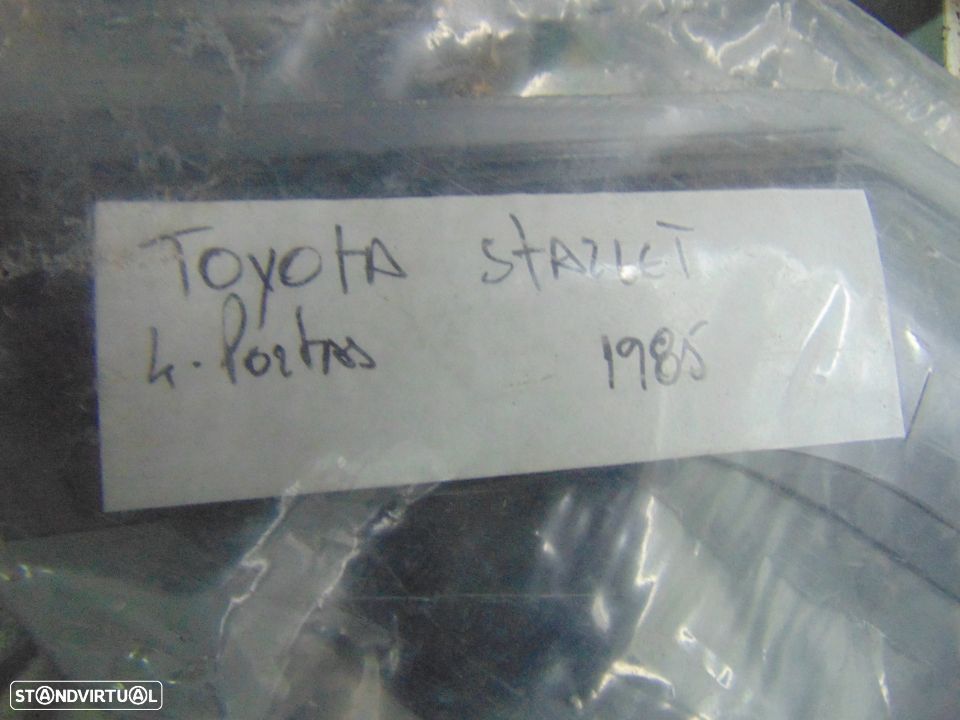 TOYOTA STARLET
4. PORTAS 1985
STANDVIRTUAL